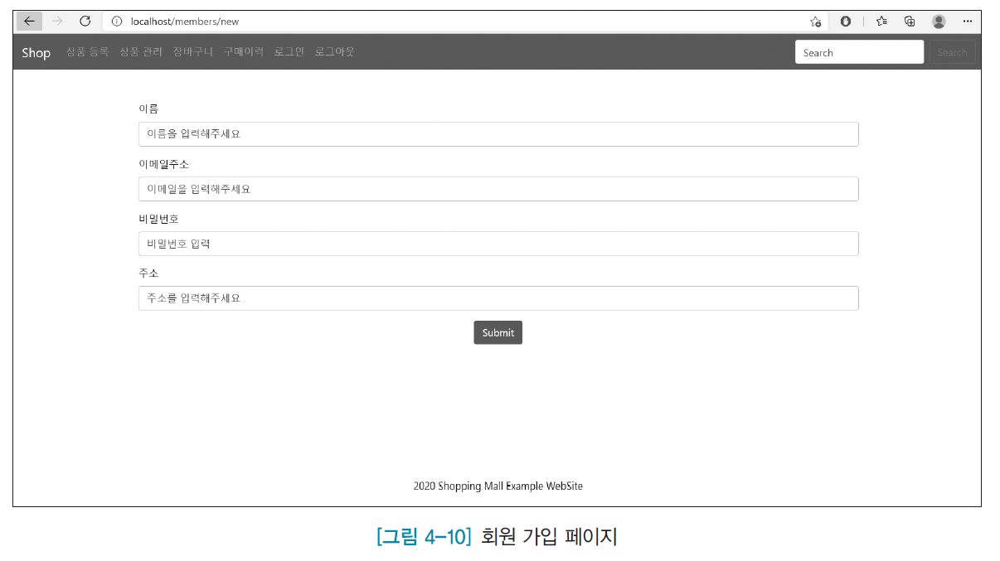 localhost/members/new
Shop 상품 등록 상품 관리 장바구니 구매이력 로그인 로그아웃 Search Search
이름
이름을 입력해주세요
이메일주소
이메일을 입력해주세요
비밀번호
비밀번호 입력
주소
주소를 입력해주세요
Submit
2020 Shopping Mall Example WebSite
[그림 4-10] 회원 가입 페이지